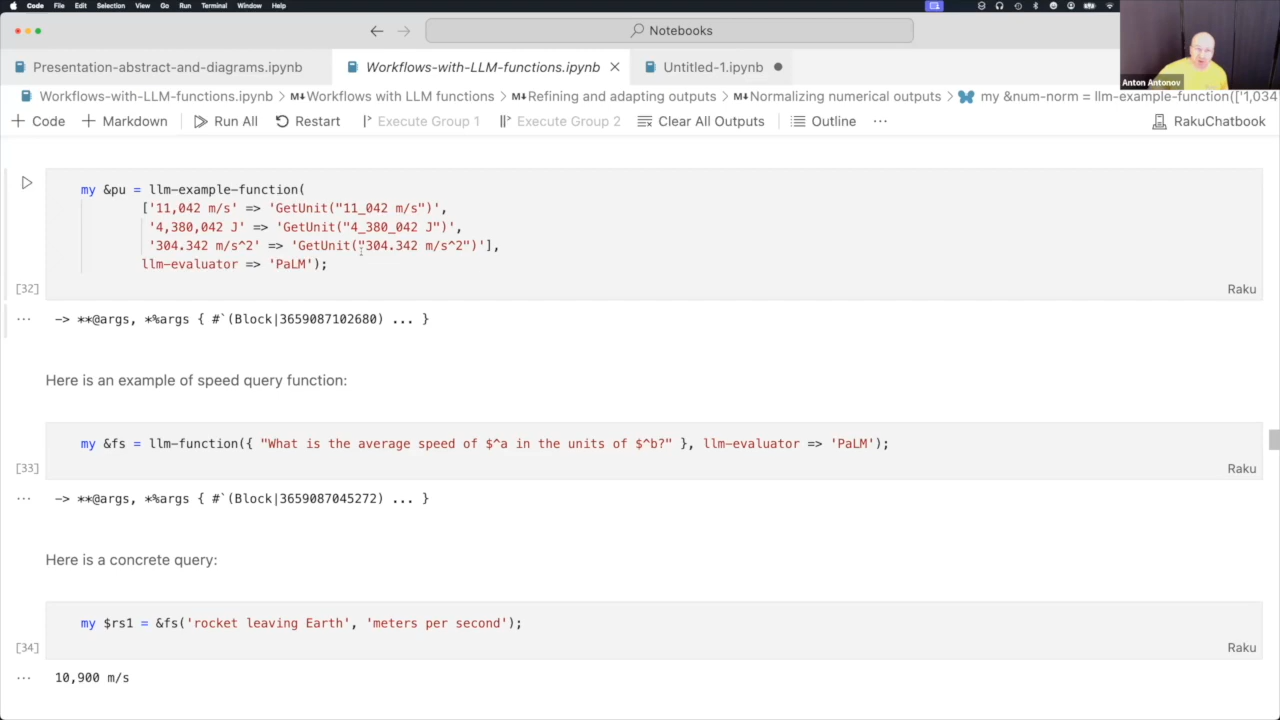 Code File Edit Selection View Go Run Terminal Window Help
Notebooks
Presentation-abstract-and-diagrams.ipynb Workflows-with-LLM-functions.ipynb Untitled-1.ipynb
Anton Antonov
Workflows-with-LLM-functions.ipynb > M Workflows with LLM functions > M Refining and adapting outputs > M Normalizing numerical outputs > my &num-norm = llm-example-function(['1,034
+ Code + Markdown Run All Restart Execute Group 1 Execute Group 2 Clear All Outputs Outline ... RakuChatbook
my &pu = llm-example-function(
['11,042 m/s' => 'GetUnit("11_042 m/s")',
'4,380,042 J' => 'GetUnit("4_380_042 J")',
'304.342 m/s^2' => 'GetUnit("304.342 m/s^2")'],
llm-evaluator => 'PaLM');
[32] Raku
... -> **@args, *%args { #`(Block|3659087102680) ... }
Here is an example of speed query function:
my &fs = llm-function({ "What is the average speed of $^a in the units of $^b?" }, llm-evaluator => 'PaLM');
[33] Raku
... -> **@args, *%args { #`(Block|3659087045272) ... }
Here is a concrete query:
my $rs1 = &fs('rocket leaving Earth', 'meters per second');
[34] Raku
... 10,900 m/s